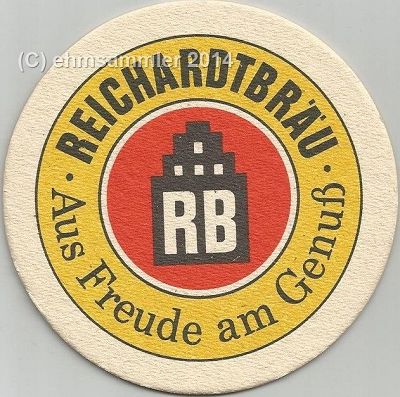 (C) ehmsammler 2014
· REICHARDTBRÄU ·
RB
Aus Freude am Genuß